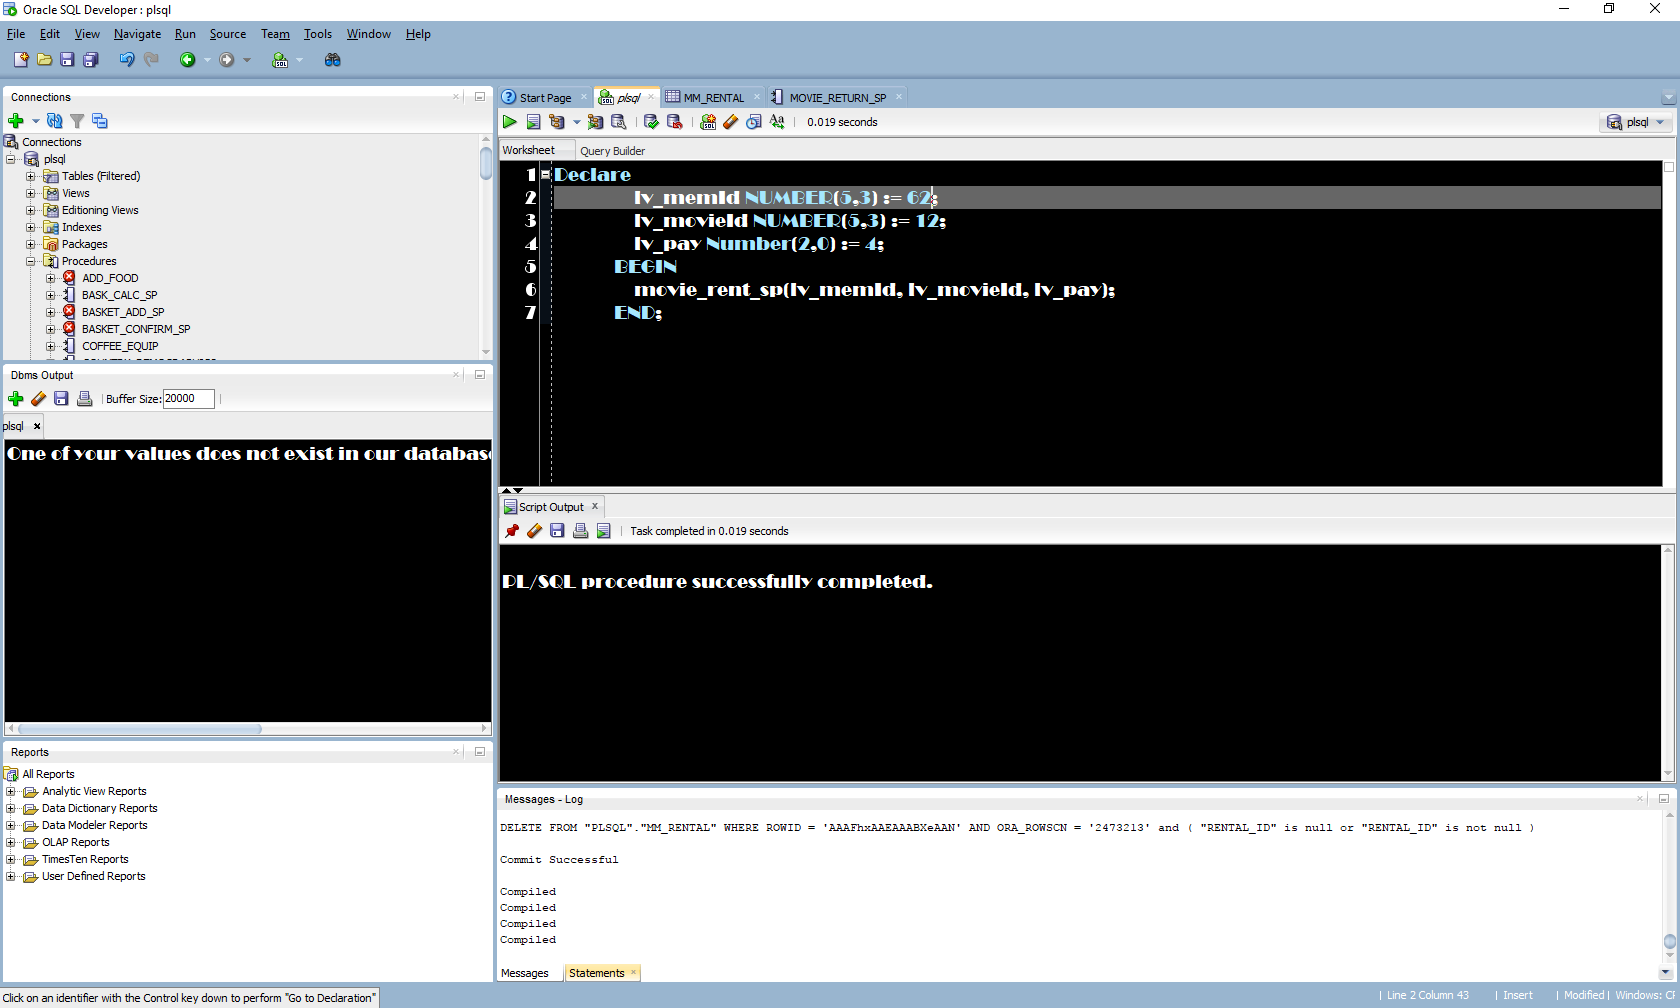 Oracle SQL Developer : plsql
File Edit View Navigate Run Source Team Tools Window Help
Connections
Connections
plsql
Tables (Filtered)
Views
Editioning Views
Indexes
Packages
Procedures
ADD_FOOD
BASK_CALC_SP
BASKET_ADD_SP
BASKET_CONFIRM_SP
COFFEE_EQUIP
Dbms Output
Buffer Size: 20000
plsql
One of your values does not exist in our databas
Reports
All Reports
Analytic View Reports
Data Dictionary Reports
Data Modeler Reports
OLAP Reports
TimesTen Reports
User Defined Reports
Start Page plsql MM_RENTAL MOVIE_RETURN_SP
0.019 seconds plsql
Worksheet Query Builder
1 Declare
2 lv_memId NUMBER(5,3) := 62;
3 lv_movieId NUMBER(5,3) := 12;
4 lv_pay Number(2,0) := 4;
5 BEGIN
6 movie_rent_sp(lv_memId, lv_movieId, lv_pay);
7 END;
Script Output
Task completed in 0.019 seconds
PL/SQL procedure successfully completed.
Messages - Log
DELETE FROM "PLSQL"."MM_RENTAL" WHERE ROWID = 'AAAFhxAAEAAABXeAAN' AND ORA_ROWSCN = '2473213' and ( "RENTAL_ID" is null or "RENTAL_ID" is not null )
Commit Successful
Compiled
Compiled
Compiled
Compiled
Messages Statements
Click on an identifier with the Control key down to perform "Go to Declaration"
Line 2 Column 43 Insert Modified Windows: